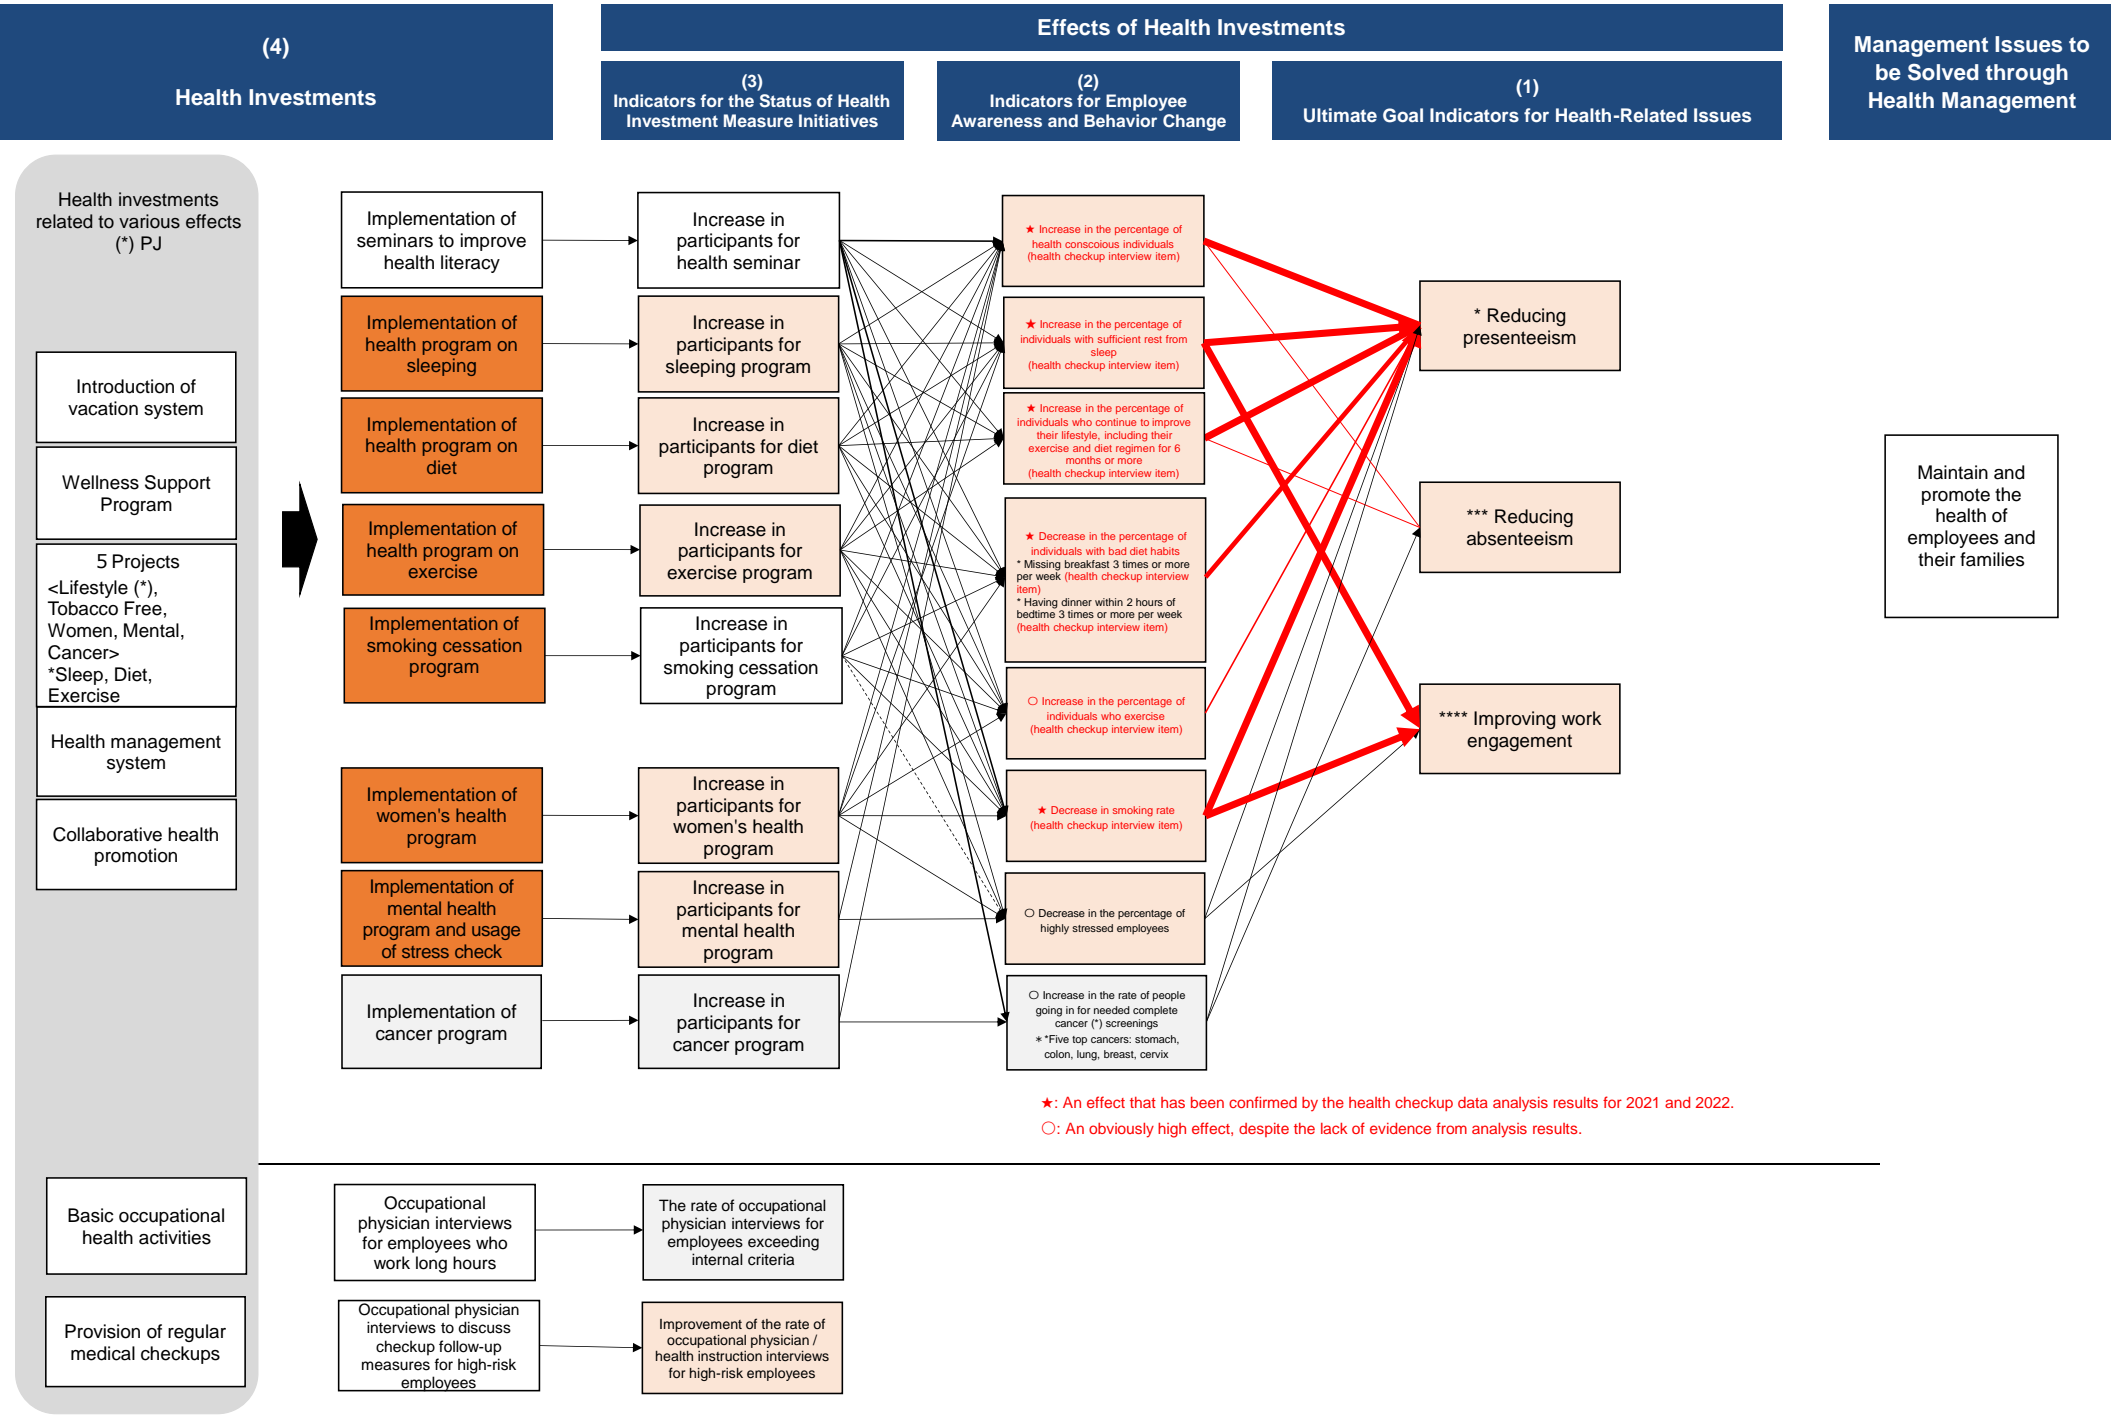 (4)
Health Investments
Effects of Health Investments
(3)
Indicators for the Status of Health
Investment Measure Initiatives
(2)
Indicators for Employee
Awareness and Behavior Change
(1)
Ultimate Goal Indicators for Health-Related Issues
Management Issues to
be Solved through
Health Management
Health investments
related to various effects
(*) PJ
Introduction of
vacation system
Wellness Support
Program
5 Projects
<Lifestyle (*),
Tobacco Free,
Women, Mental,
Cancer>
*Sleep, Diet,
Exercise
Health management
system
Collaborative health
promotion
Basic occupational
health activities
Provision of regular
medical checkups
Implementation of
seminars to improve
health literacy
Implementation of
health program on
sleeping
Implementation of
health program on
diet
Implementation of
health program on
exercise
Implementation of
smoking cessation
program
Implementation of
women's health
program
Implementation of
mental health
program and usage
of stress check
Implementation of
cancer program
Occupational
physician interviews
for employees who
work long hours
Occupational physician
interviews to discuss
checkup follow-up
measures for high-risk
employees
Increase in
participants for
health seminar
Increase in
participants for
sleeping program
Increase in
participants for diet
program
Increase in
participants for
exercise program
Increase in
participants for
smoking cessation
program
Increase in
participants for
women's health
program
Increase in
participants for
mental health
program
Increase in
participants for
cancer program
The rate of occupational
physician interviews for
employees exceeding
internal criteria
Improvement of the rate of
occupational physician /
health instruction interviews
for high-risk employees
★ Increase in the percentage of
health conscoious individuals
(health checkup interview item)
★ Increase in the percentage of
individuals with sufficient rest from
sleep
(health checkup interview item)
★ Increase in the percentage of
individuals who continue to improve
their lifestyle, including their
exercise and diet regimen for 6
months or more
(health checkup interview item)
★ Decrease in the percentage of
individuals with bad diet habits
* Missing breakfast 3 times or more
per week (health checkup interview
item)
* Having dinner within 2 hours of
bedtime 3 times or more per week
(health checkup interview item)
○ Increase in the percentage of
individuals who exercise
(health checkup interview item)
★ Decrease in smoking rate
(health checkup interview item)
○ Decrease in the percentage of
highly stressed employees
○ Increase in the rate of people
going in for needed complete
cancer (*) screenings
＊*Five top cancers: stomach,
colon, lung, breast, cervix
* Reducing
presenteeism
*** Reducing
absenteeism
**** Improving work
engagement
Maintain and
promote the
health of
employees and
their families
★: An effect that has been confirmed by the health checkup data analysis results for 2021 and 2022.
○: An obviously high effect, despite the lack of evidence from analysis results.